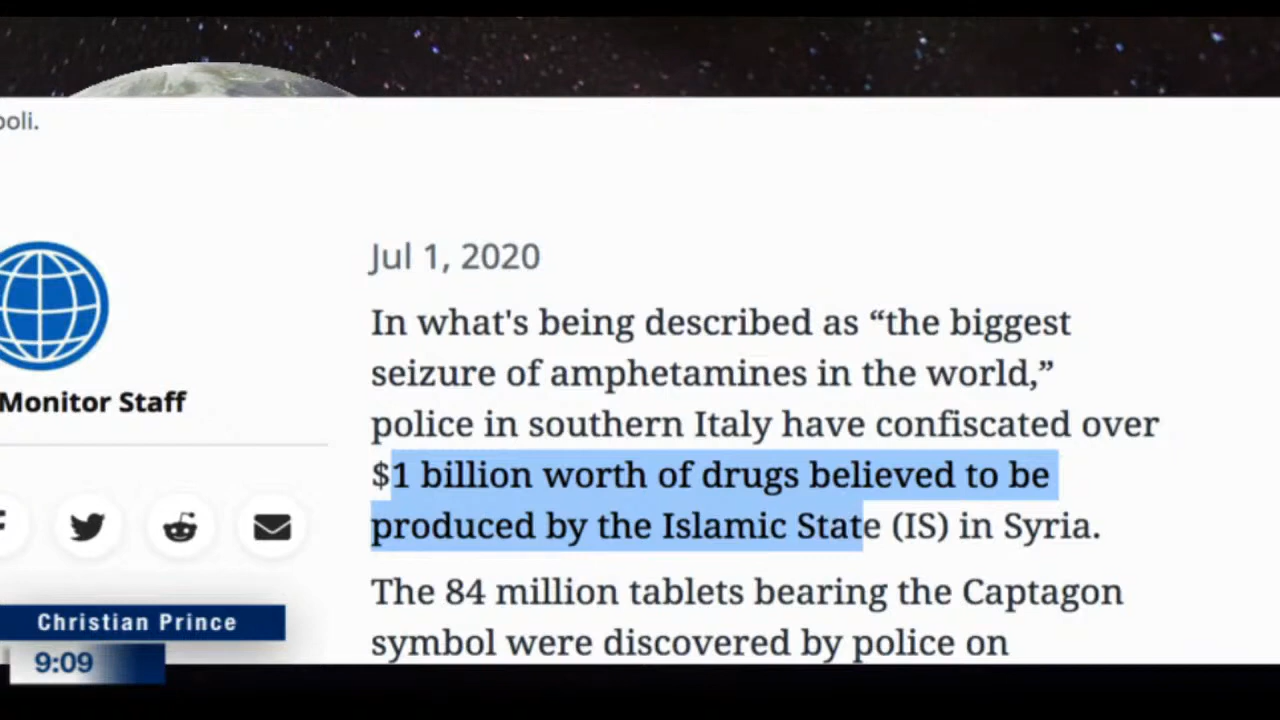 poli.
Jul 1, 2020
In what's being described as “the biggest
seizure of amphetamines in the world,”
police in southern Italy have confiscated over
$1 billion worth of drugs believed to be
produced by the Islamic State (IS) in Syria.
The 84 million tablets bearing the Captagon
symbol were discovered by police on
Monitor Staff
Christian Prince
9:09